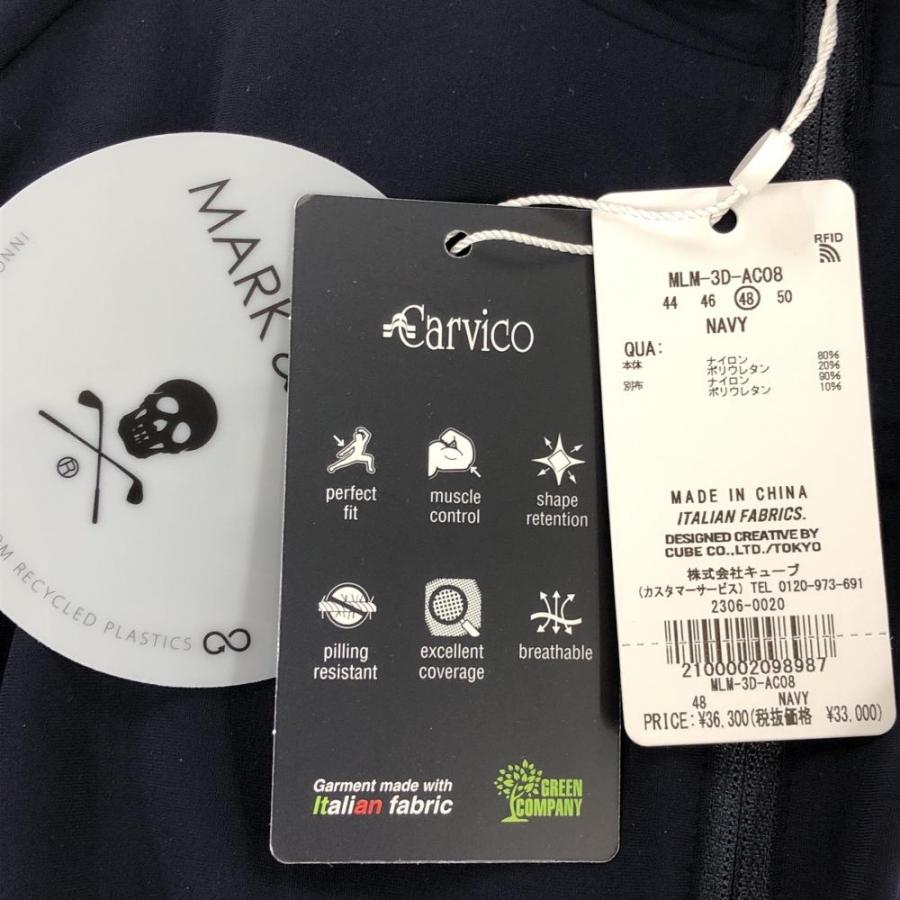 MARK
®
RECYCLED PLASTICS
Carvico
perfect
fit
muscle
control
shape
retention
pilling
resistant
excellent
coverage
breathable
Garment made with
Italian fabric
GREEN
COMPANY
RFID
MLM-3D-AC08
44 46 48 50
NAVY
QUA:
本体 ナイロン 80%
ポリウレタン 20%
別布 ナイロン 90%
ポリウレタン 10%
MADE IN CHINA
ITALIAN FABRICS.
DESIGNED CREATIVE BY
CUBE CO.,LTD./TOKYO
株式会社キューブ
(カスタマーサービス) TEL 0120-973-691
2306-0020
2100002098987
MLM-3D-AC08
48 NAVY
PRICE:¥36,300(税抜価格 ¥33,000)